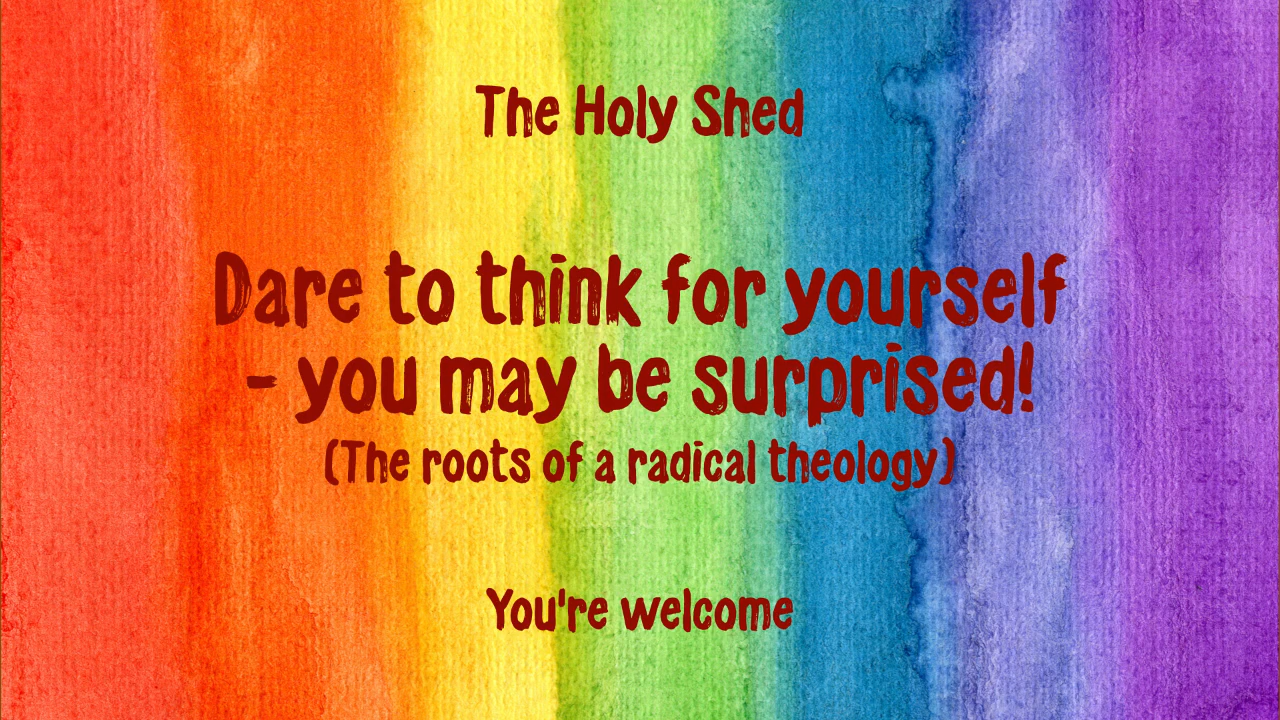 The Holy Shed
Dare to think for yourself
- you may be surprised!
(The roots of a radical theology)
You're welcome